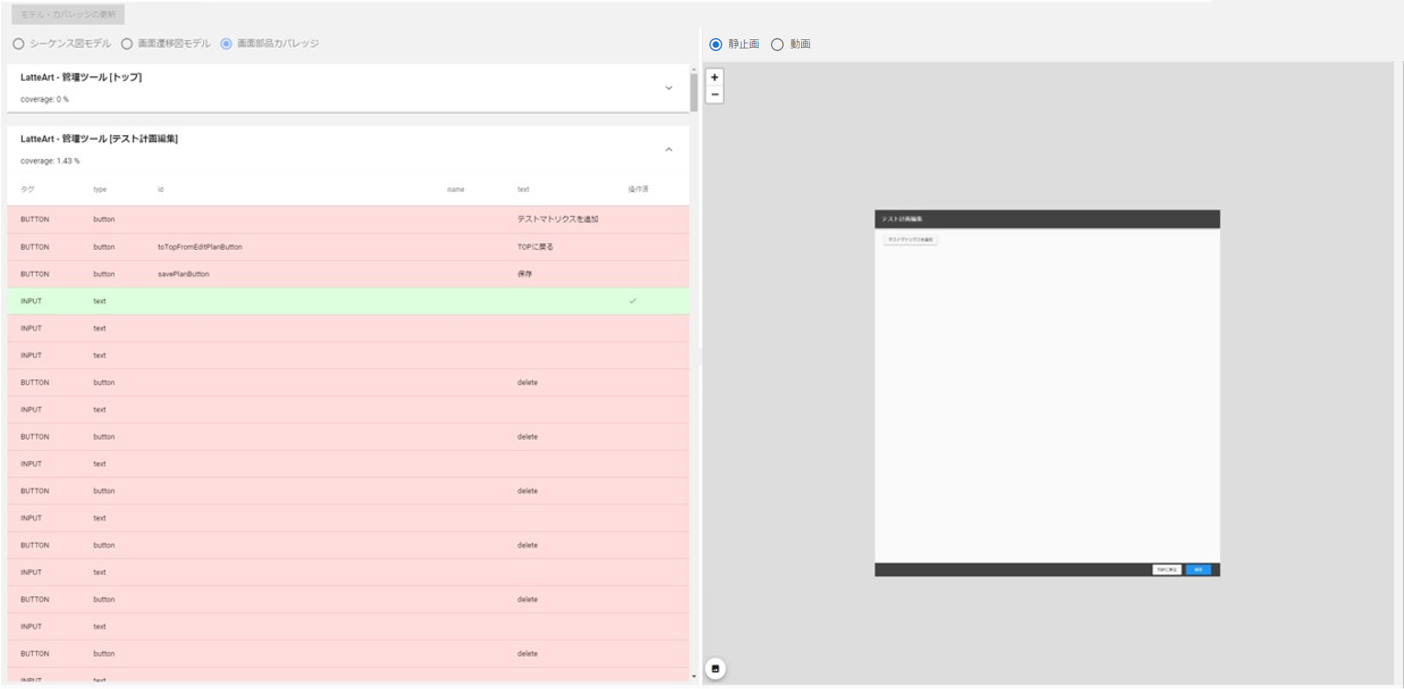 モデル・カバレッジの更新
シーケンス図モデル 画面遷移図モデル 画面部品カバレッジ
LatteArt - 管理ツール [トップ]
coverage: 0 %
LatteArt - 管理ツール [テスト計画編集]
coverage: 1.43 %
タグ type id name text 操作済
BUTTON button テストマトリクスを追加
BUTTON button toTopFromEditPlanButton TOPに戻る
BUTTON button savePlanButton 保存
INPUT text
INPUT text
INPUT text
BUTTON button delete
INPUT text
BUTTON button delete
INPUT text
BUTTON button delete
INPUT text
BUTTON button delete
INPUT text
BUTTON button delete
INPUT text
BUTTON button delete
INPUT text
静止画 動画
テスト計画編集
テストマトリクスを追加
TOPに戻る 保存